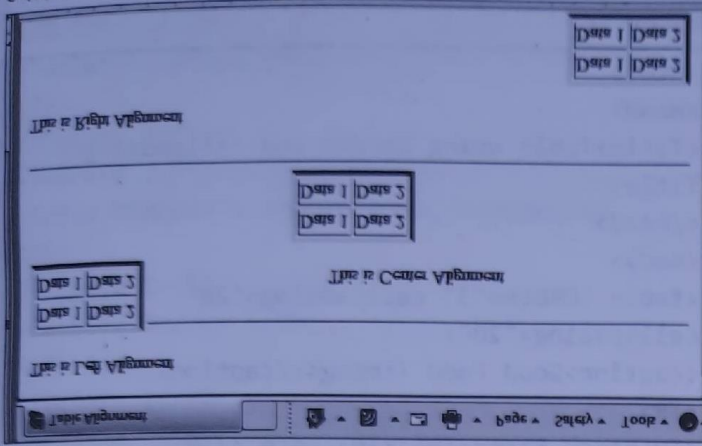 Table Alignment Page Safety Tools
This is Left Alignment
Data 1 Data 2
Data 1 Data 2
This is Center Alignment
Data 1 Data 2
Data 1 Data 2
This is Right Alignment
Data 1 Data 2
Data 1 Data 2